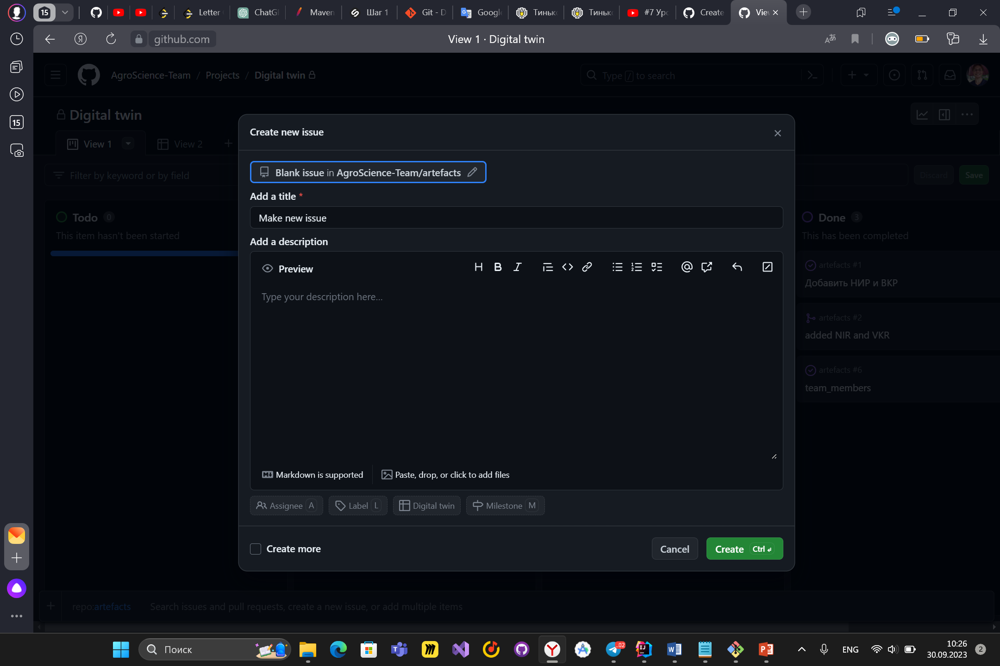 15
Letter
ChatG
Maven
Шаг 1
Git - D
Google
Тиньк
Тиньк
#7 Ур
Create
Vie
github.com
View 1 · Digital twin
AgroScience-Team / Projects / Digital twin
Type / to search
15
Digital twin
View 1
View 2
Filter by keyword or by field
Discard
Save
Todo 0
This item hasn't been started
Create new issue
Blank issue in AgroScience-Team/artefacts
Add a title *
Make new issue
Add a description
Preview
H B I
Type your description here...
Markdown is supported
Paste, drop, or click to add files
Assignee A
Label L
Digital twin
Milestone M
Create more
Cancel
Create Ctrl
Done 3
This has been completed
artefacts #1
Добавить НИР и ВКР
artefacts #2
added NIR and VKR
artefacts #6
team_members
repo:artefacts
Search issues and pull requests, create a new issue, or add multiple items
Поиск
..02
ENG
10:26
30.09.2023
2